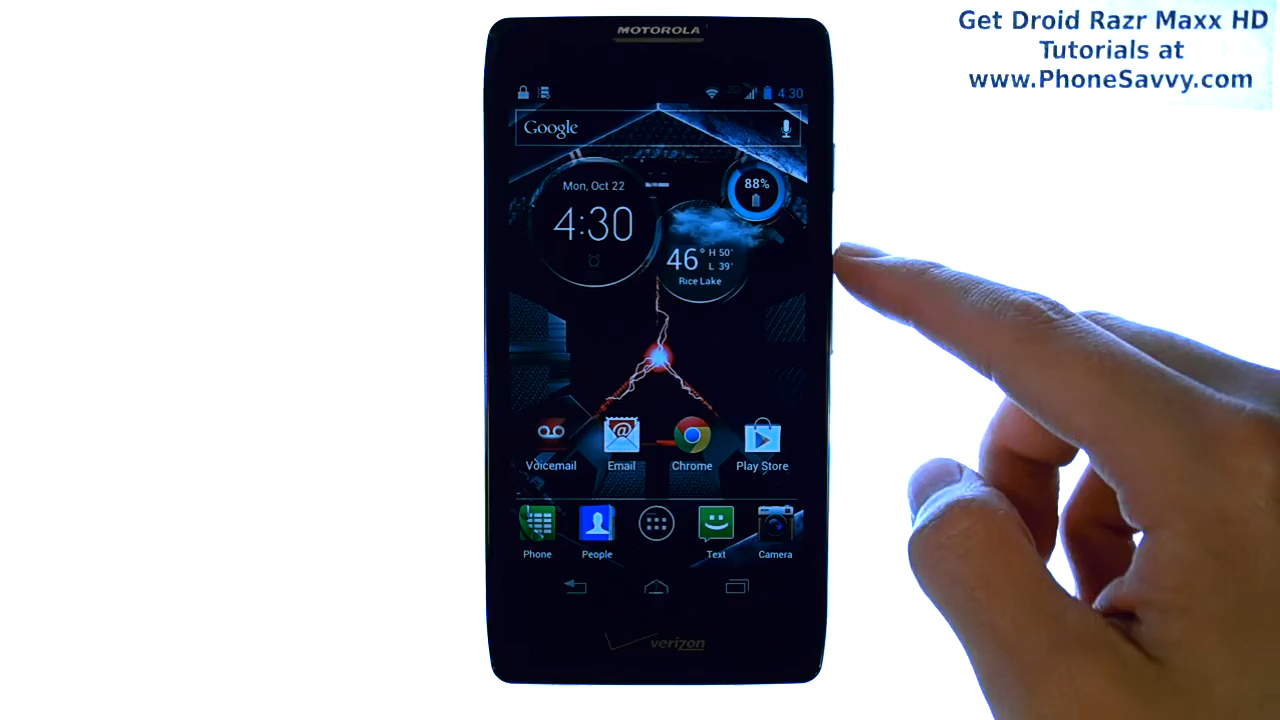 Get Droid Razr Maxx HD
Tutorials at
www.PhoneSavvy.com
MOTOROLA
4:30
Google
Mon, Oct 22
88%
4:30
46° H 50°
L 39°
Rice Lake
Voicemail
Email
Chrome
Play Store
Phone
People
Text
Camera
verizon